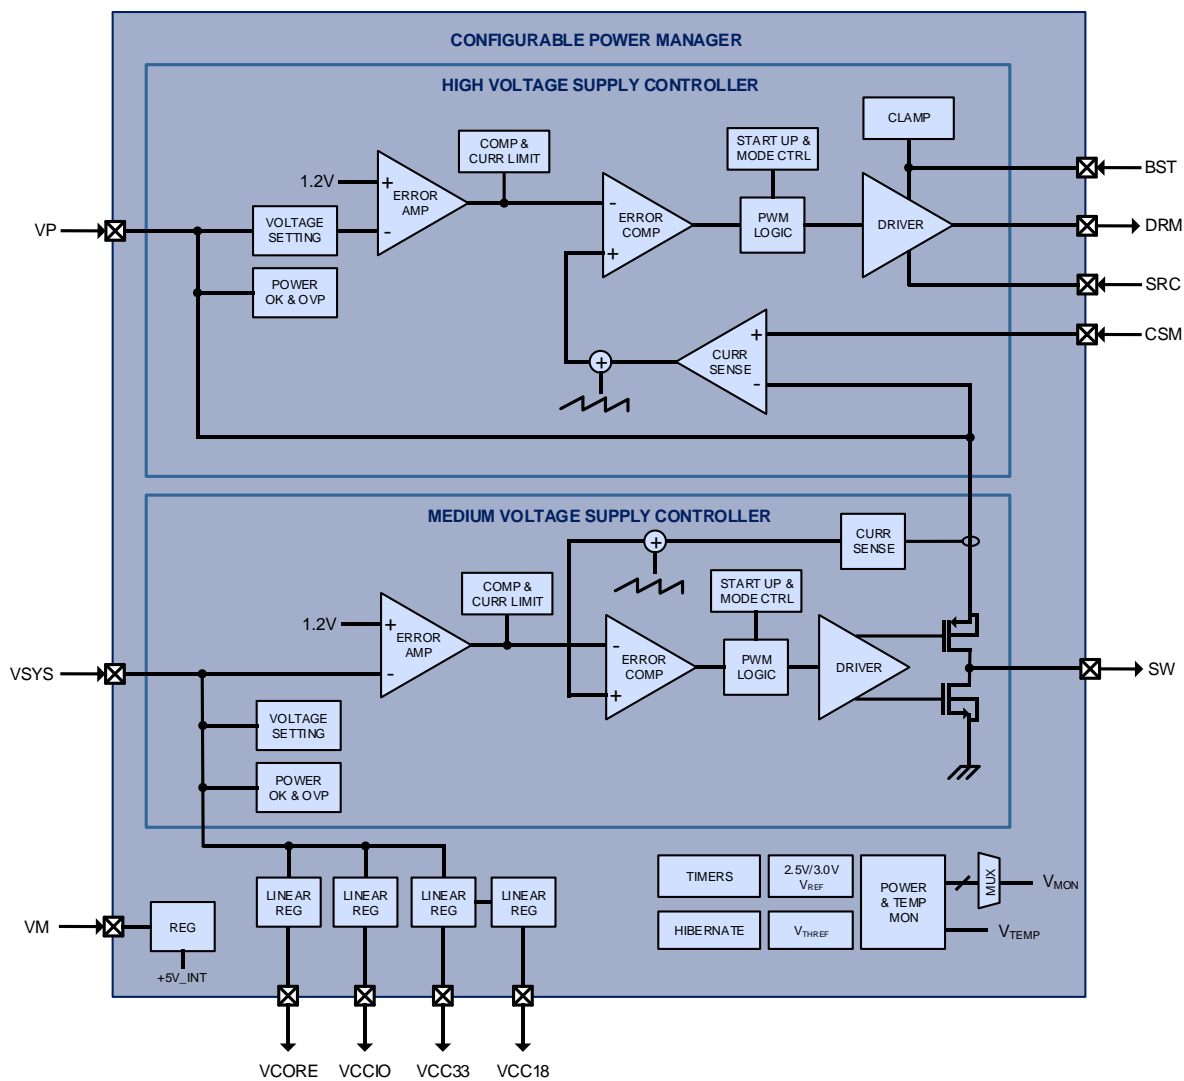 CONFIGURABLE POWER MANAGER
HIGH VOLTAGE SUPPLY CONTROLLER
CLAMP
COMP &
CURR LIMIT
START UP &
MODE CTRL
BST
1.2V
+
ERROR
AMP
-
VOLTAGE
SETTING
VP
-
ERROR
COMP
+
PWM
LOGIC
DRIVER
DRM
POWER
OK & OVP
SRC
+
CURR
SENSE
-
CSM
+
MEDIUM VOLTAGE SUPPLY CONTROLLER
CURR
SENSE
+
COMP &
CURR LIMIT
START UP &
MODE CTRL
1.2V
+
ERROR
AMP
-
-
ERROR
COMP
+
PWM
LOGIC
DRIVER
VSYS
SW
VOLTAGE
SETTING
POWER
OK & OVP
TIMERS
2.5V/3.0V
VREF
POWER
& TEMP
MON
MUX
VMON
LINEAR
REG
LINEAR
REG
LINEAR
REG
LINEAR
REG
VM
REG
HIBERNATE
VTHREF
VTEMP
+5V_INT
VCORE
VCCIO
VCC33
VCC18